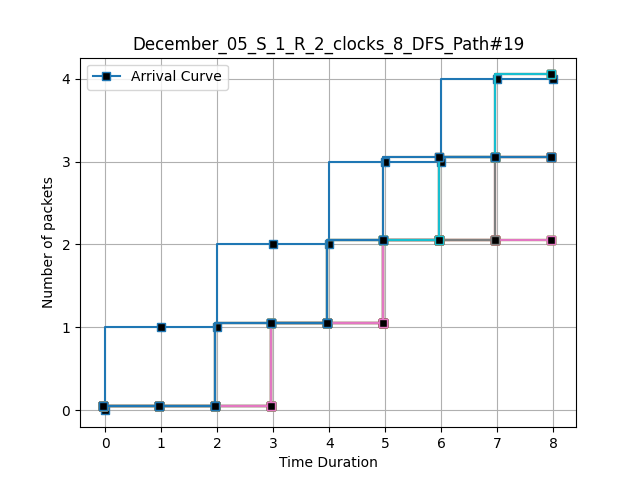 December_05_S_1_R_2_clocks_8_DFS_Path#19
Arrival Curve
Number of packets
4
3
2
1
0
0 1 2 3 4 5 6 7 8
Time Duration